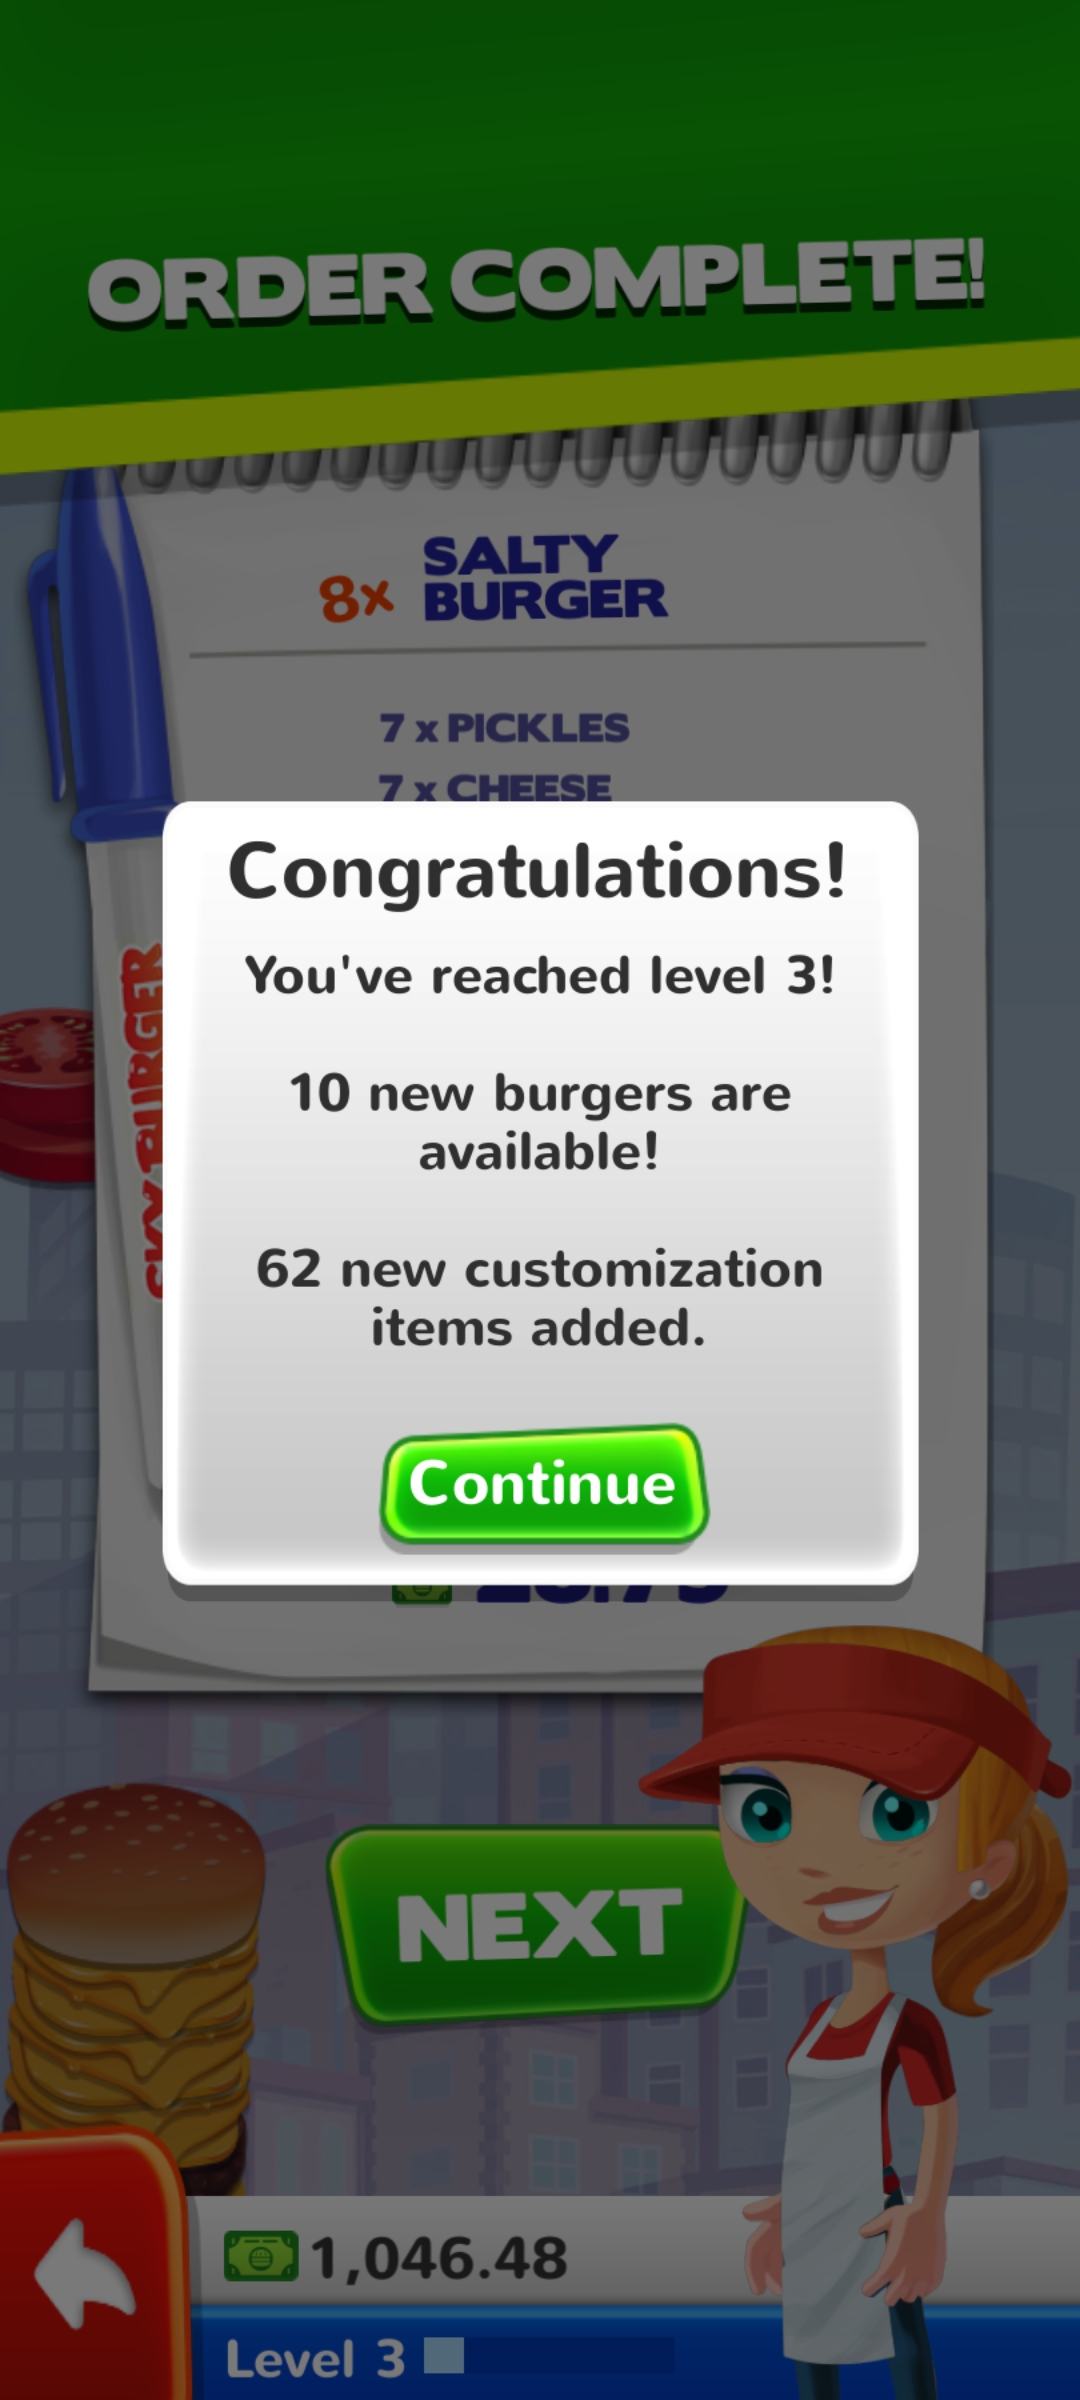 ORDER COMPLETE!
8x SALTY
BURGER
7 x PICKLES
7 x CHEESE
SKY BURGER
Congratulations!
You've reached level 3!
10 new burgers are
available!
62 new customization
items added.
Continue
NEXT
1,046.48
Level 3